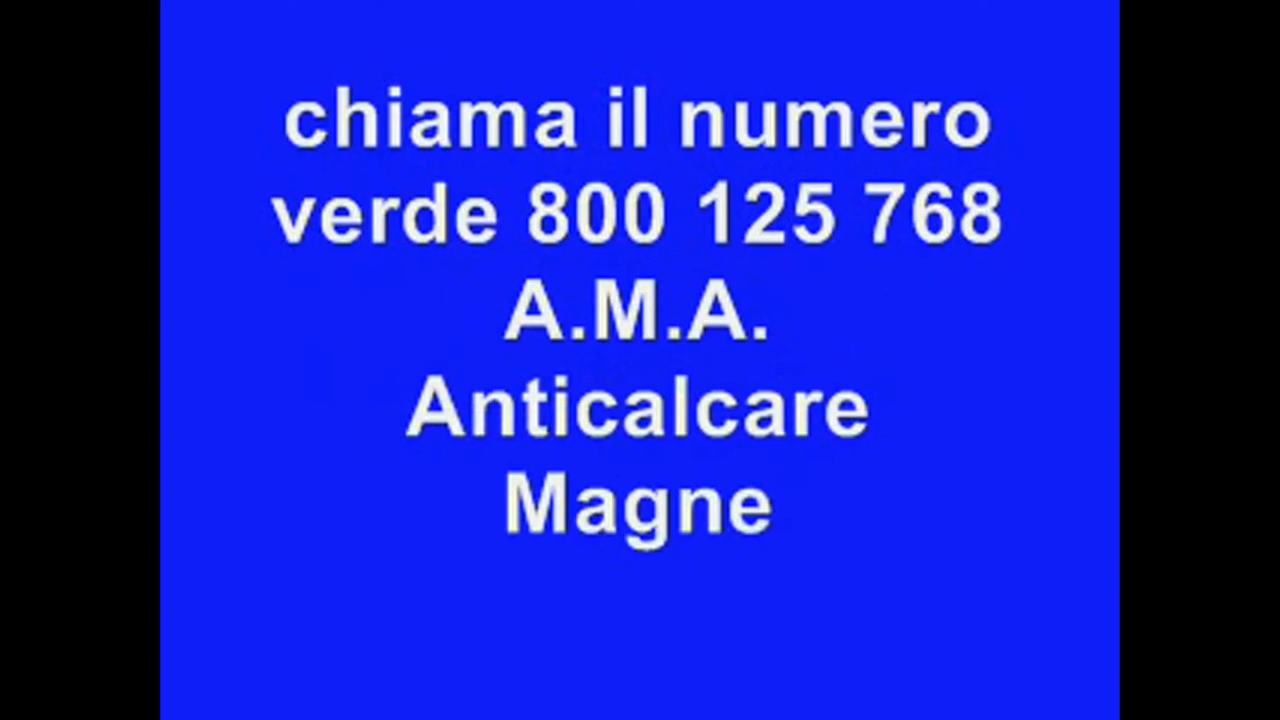 chiama il numero
verde 800 125 768
A.M.A.
Anticalcare
Magne